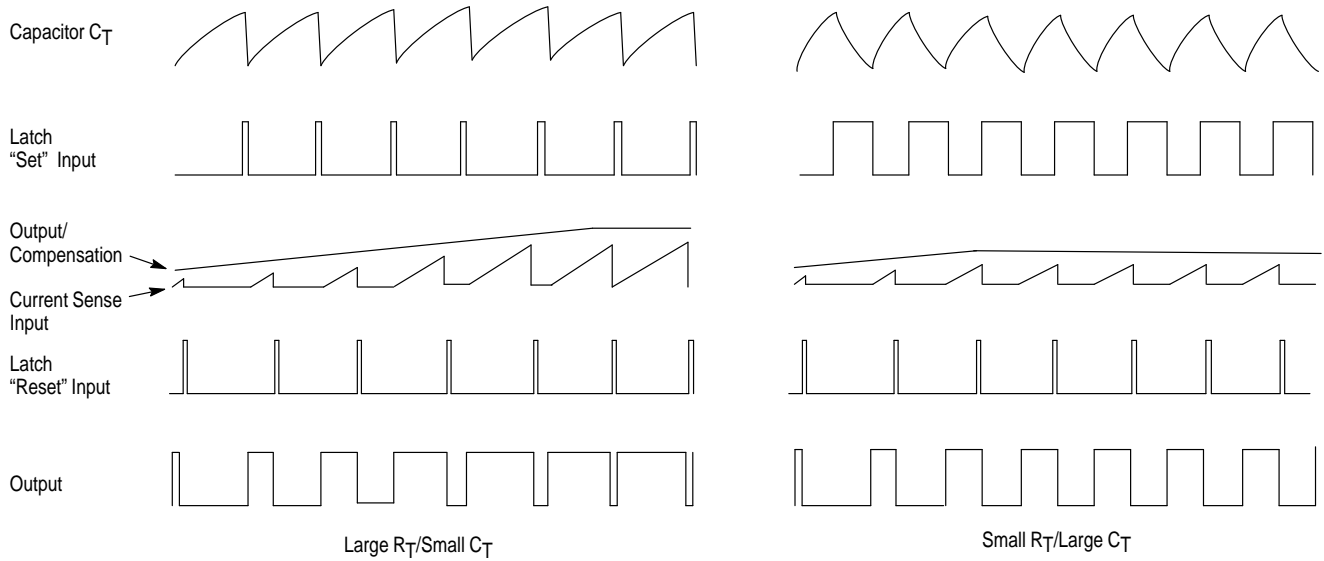 Capacitor CT
Latch
“Set” Input
Output/
Compensation
Current Sense
Input
Latch
“Reset” Input
Output
Large RT/Small CT
Small RT/Large CT